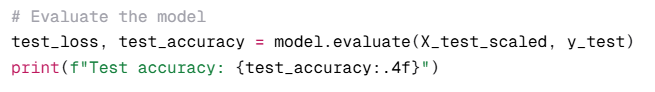 # Evaluate the model
test_loss, test_accuracy = model.evaluate(X_test_scaled, y_test)
print(f"Test accuracy: {test_accuracy:.4f}")